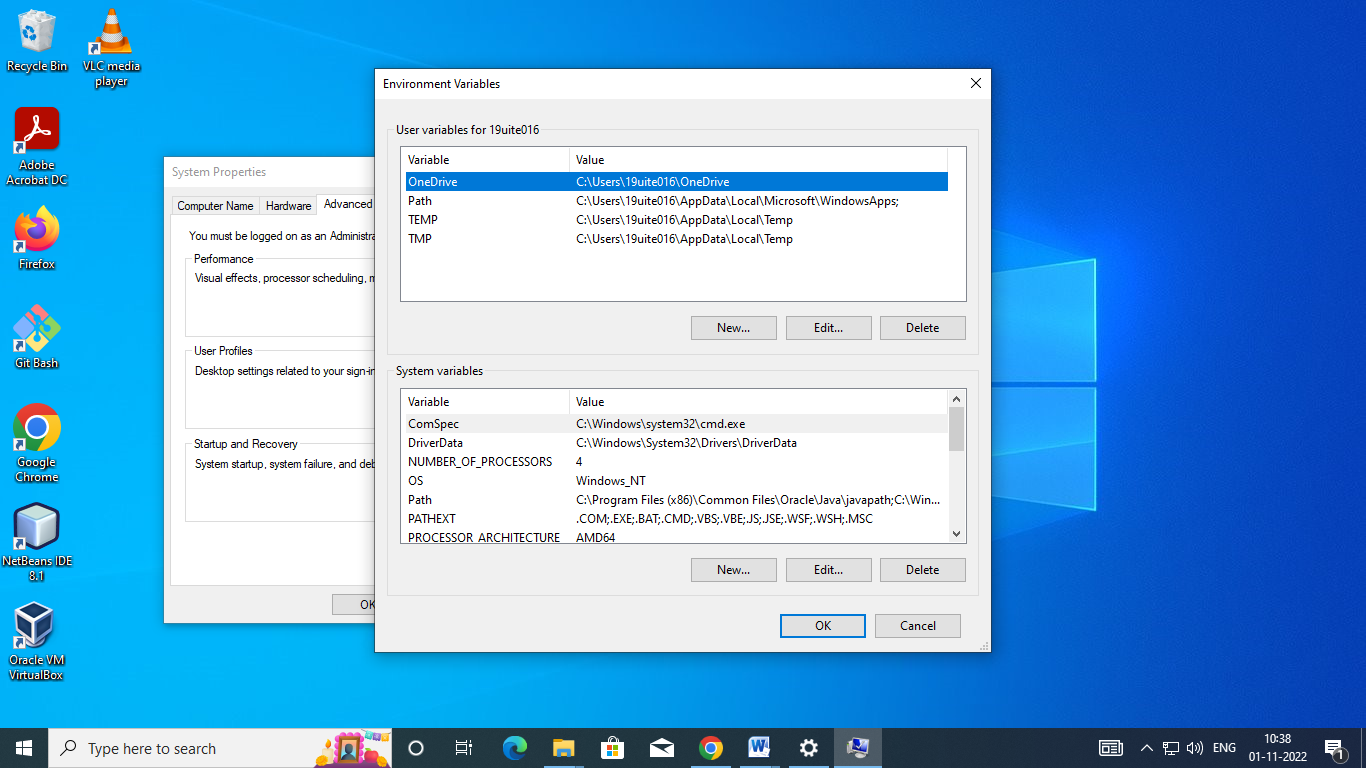 Recycle Bin
VLC media
player
Adobe
Acrobat DC
Firefox
Git Bash
Google
Chrome
NetBeans IDE
8.1
Oracle VM
VirtualBox
System Properties
Computer Name Hardware Advanced
You must be logged on as an Administra
Performance
Visual effects, processor scheduling, m
User Profiles
Desktop settings related to your sign-in
Startup and Recovery
System startup, system failure, and deb
OK
Environment Variables
User variables for 19uite016
Variable Value
OneDrive C:\Users\19uite016\OneDrive
Path C:\Users\19uite016\AppData\Local\Microsoft\WindowsApps;
TEMP C:\Users\19uite016\AppData\Local\Temp
TMP C:\Users\19uite016\AppData\Local\Temp
New... Edit... Delete
System variables
Variable Value
ComSpec C:\Windows\system32\cmd.exe
DriverData C:\Windows\System32\Drivers\DriverData
NUMBER_OF_PROCESSORS 4
OS Windows_NT
Path C:\Program Files (x86)\Common Files\Oracle\Java\javapath;C:\Win...
PATHEXT .COM;.EXE;.BAT;.CMD;.VBS;.VBE;.JS;.JSE;.WSF;.WSH;.MSC
PROCESSOR_ARCHITECTURE AMD64
New... Edit... Delete
OK Cancel
Type here to search
W
ENG
10:38
01-11-2022
1